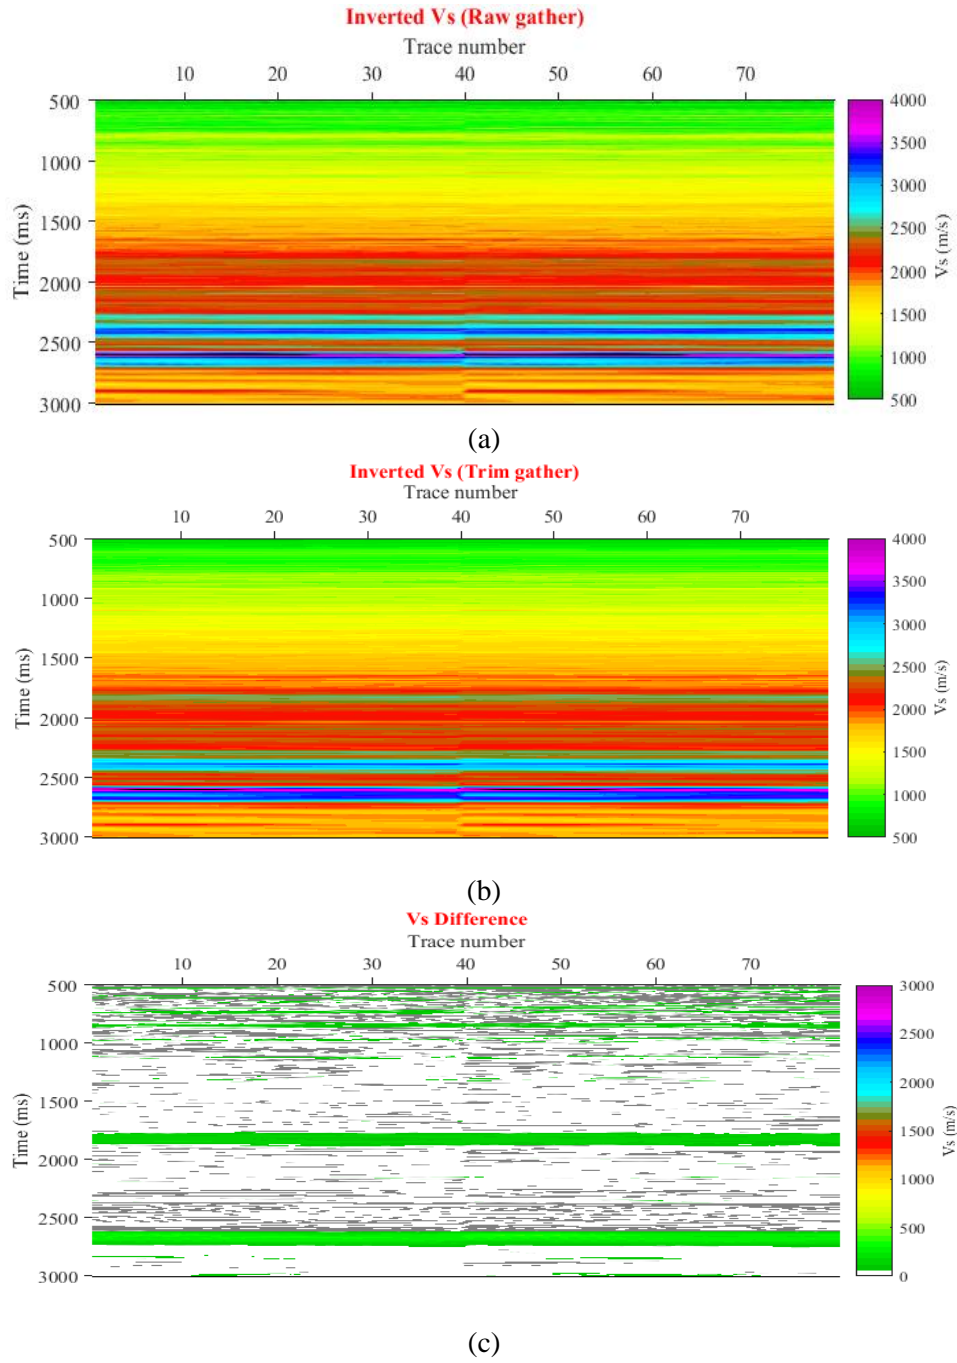 Inverted Vs (Raw gather)
Trace number
10 20 30 40 50 60 70
500
1000
1500
2000
2500
3000
Time (ms)
4000
3500
3000
2500
2000
1500
1000
500
Vs (m/s)
(a)
Inverted Vs (Trim gather)
Trace number
10 20 30 40 50 60 70
500
1000
1500
2000
2500
3000
Time (ms)
4000
3500
3000
2500
2000
1500
1000
500
Vs (m/s)
(b)
Vs Difference
Trace number
10 20 30 40 50 60 70
500
1000
1500
2000
2500
3000
Time (ms)
3000
2500
2000
1500
1000
500
0
Vs (m/s)
(c)